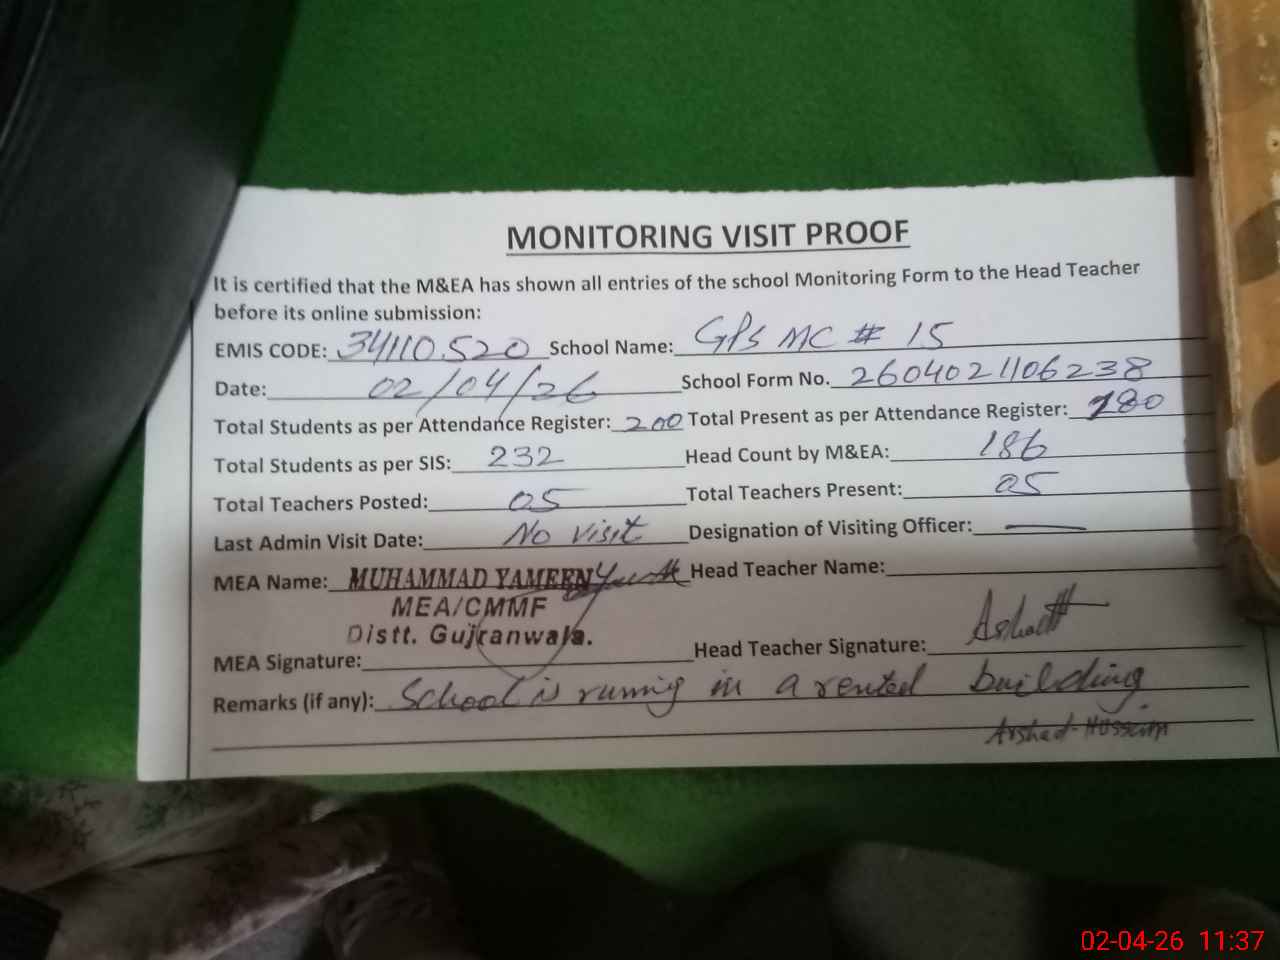 MONITORING VISIT PROOF
It is certified that the M&EA has shown all entries of the school Monitoring Form to the Head Teacher
before its online submission:
EMIS CODE: 34110520 School Name: GPS MC # 15
Date: 02/04/26 School Form No. 2604021106238
Total Students as per Attendance Register: 200 Total Present as per Attendance Register: 180
Total Students as per SIS: 232 Head Count by M&EA: 186
Total Teachers Posted: 05 Total Teachers Present: 05
Last Admin Visit Date: No visit Designation of Visiting Officer:
MEA Name: MUHAMMAD YAMEEN Head Teacher Name:
MEA/CMMF
Distt. Gujranwala.
MEA Signature: Head Teacher Signature:
Remarks (if any): School is runnig in a rented building.
Arshad Hussain
02-04-26 11:37